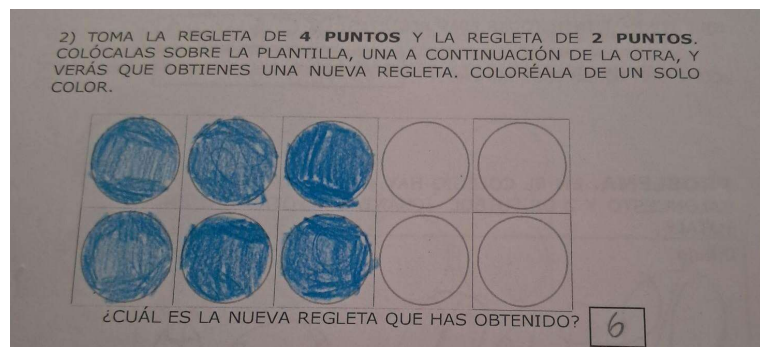 2) TOMA LA REGLETA DE 4 PUNTOS Y LA REGLETA DE 2 PUNTOS.
COLÓCALAS SOBRE LA PLANTILLA, UNA A CONTINUACIÓN DE LA OTRA, Y
VERÁS QUE OBTIENES UNA NUEVA REGLETA. COLORÉALA DE UN SOLO
COLOR.
¿CUÁL ES LA NUEVA REGLETA QUE HAS OBTENIDO? 6